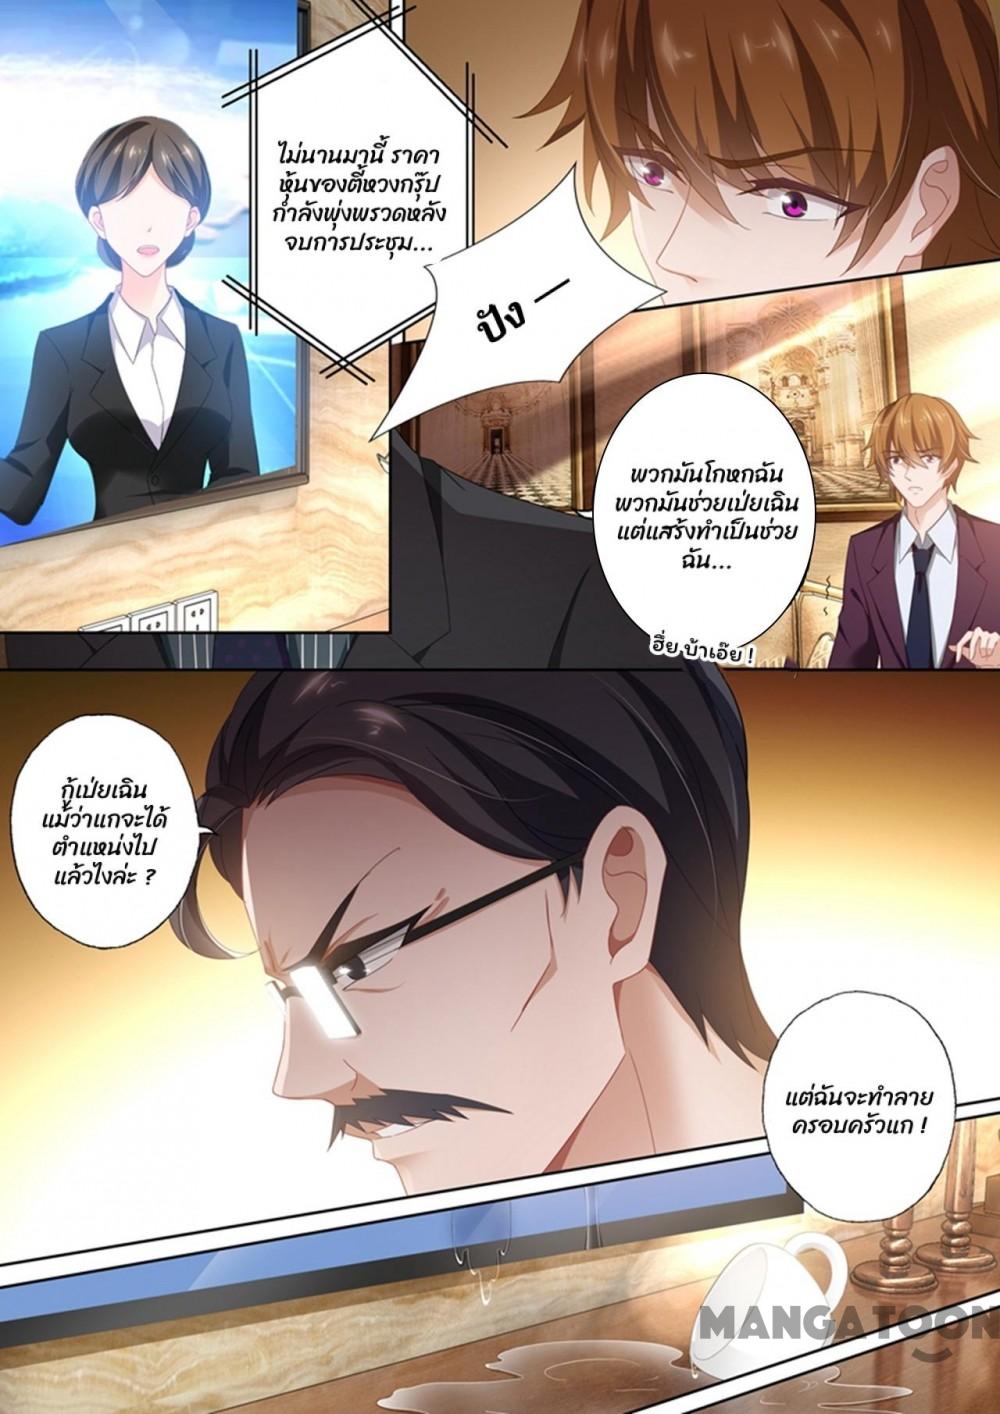 ไม่นานมานี้ ราคา
หุ้นของตี้หวงกรุ๊ป
กำลังพุ่งพรวดหลัง
จบการประชุม...
ปัง —
พวกมันโกหกฉัน
พวกมันช่วยเป่ยเฉิน
แต่แสร้งทำเป็นช่วย
ฉัน...
ฮึ่ย บ้าเอ๊ย !
กู้เป่ยเฉิน
แม้ว่าแกจะได้
ตำแหน่งไป
แล้วไงล่ะ ?
แต่ฉันจะทำลาย
ครอบครัวแก !
MANGATOON